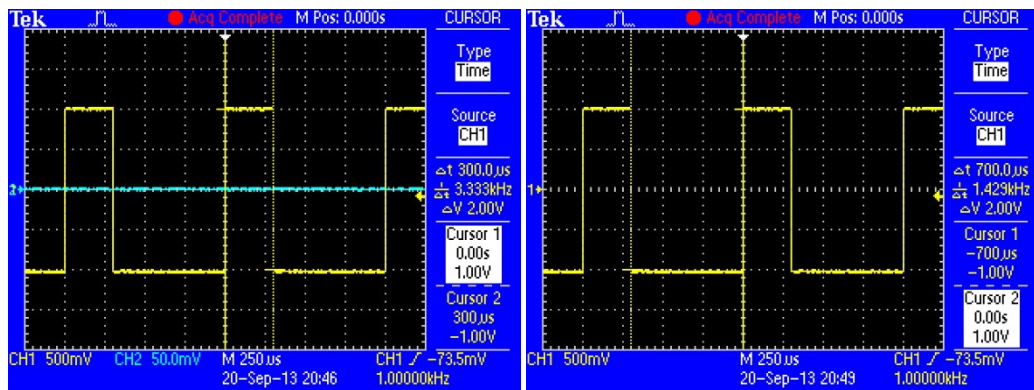 Tek Acq Complete M Pos: 0.000s CURSOR
Type
Time
Source
CH1
Δt 300.0µs
1/Δt 3.333kHz
ΔV 2.00V
2
Cursor 1
0.00s
1.00V
Cursor 2
300µs
−1.00V
CH1 500mV CH2 50.0mV M 250µs CH1 ∕ −73.5mV
20-Sep-13 20:46 1.00000kHz
Tek Acq Complete M Pos: 0.000s CURSOR
Type
Time
Source
CH1
Δt 700.0µs
1/Δt 1.429kHz
ΔV 2.00V
1
Cursor 1
−700µs
−1.00V
Cursor 2
0.00s
1.00V
CH1 500mV M 250µs CH1 ∕ −73.5mV
20-Sep-13 20:49 1.00000kHz